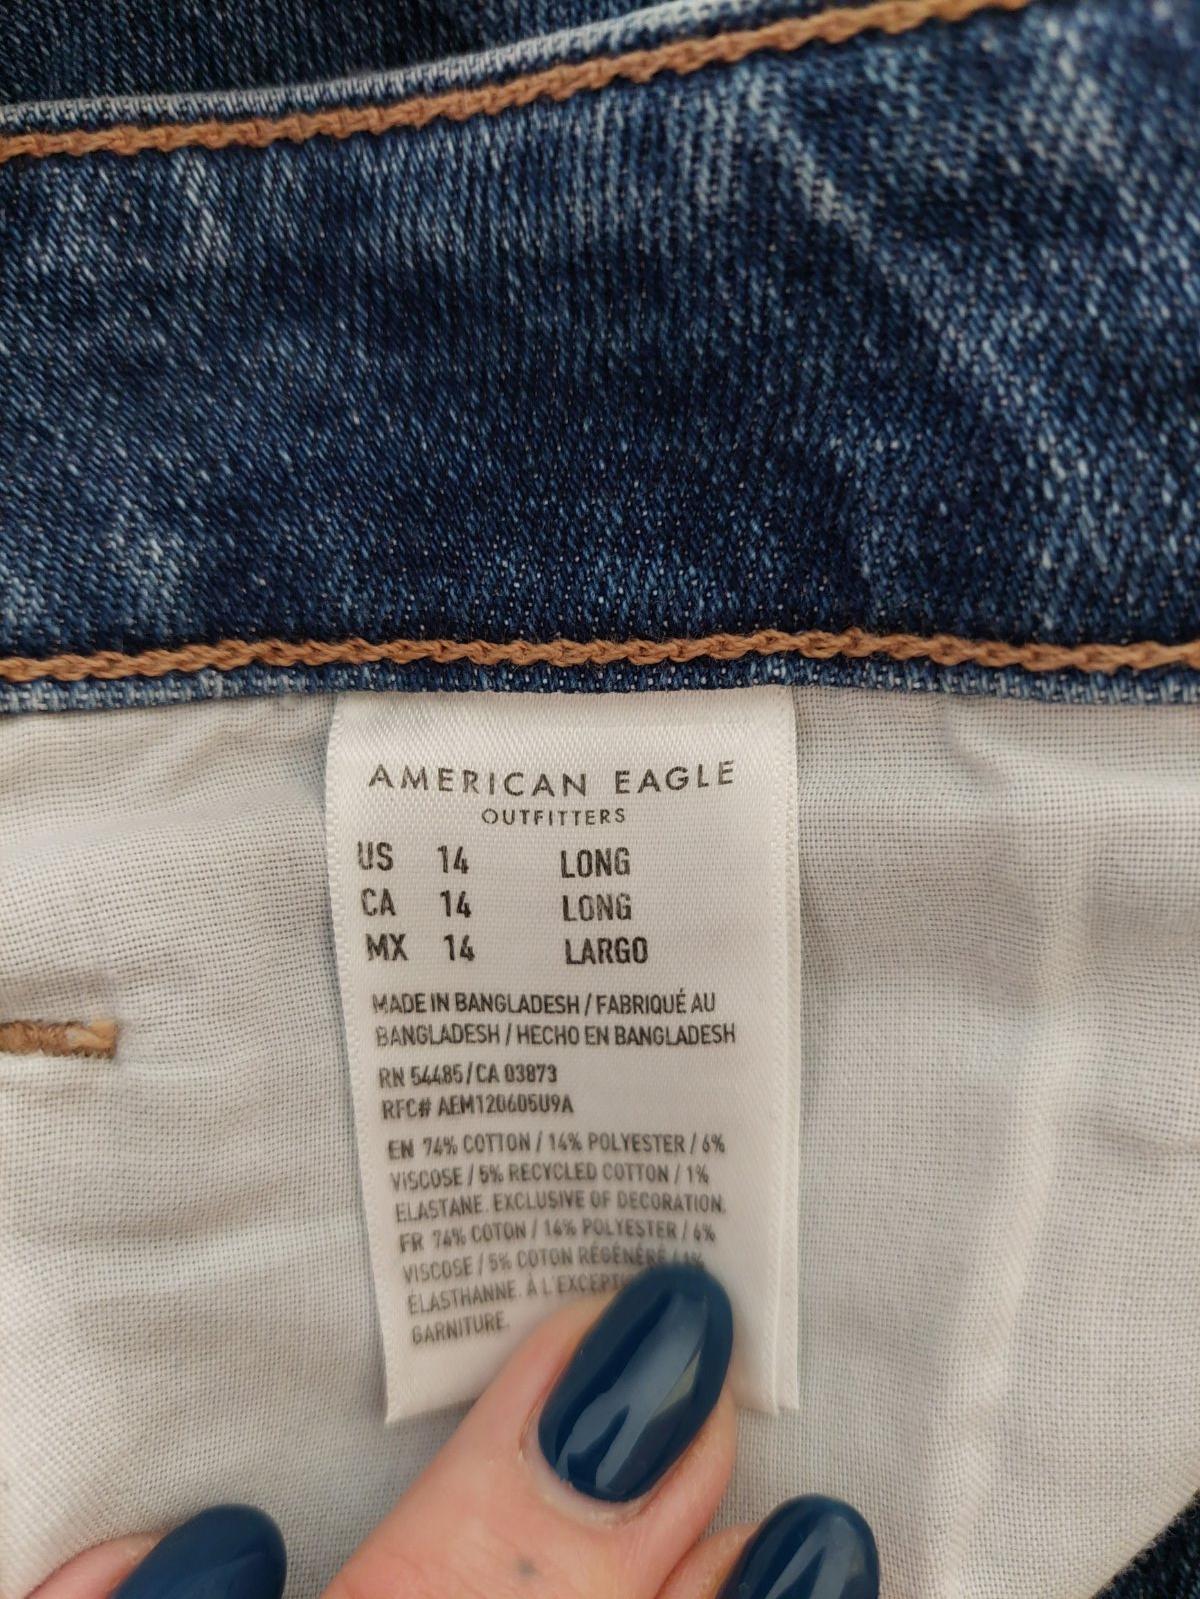 AMERICAN EAGLE
OUTFITTERS
US 14 LONG
CA 14 LONG
MX 14 LARGO
MADE IN BANGLADESH / FABRIQUÉ AU
BANGLADESH / HECHO EN BANGLADESH
RN 54485/CA 03873
RFC# AEM120605U9A
EN 74% COTTON / 14% POLYESTER / 6%
VISCOSE / 5% RECYCLED COTTON / 1%
ELASTANE. EXCLUSIVE OF DECORATION.
FR 74% COTON / 14% POLYESTER / 6%
VISCOSE / 5% COTON RÉGÉNÉRÉ / 1%
ÉLASTHANNE. À L'
GARNITURE.